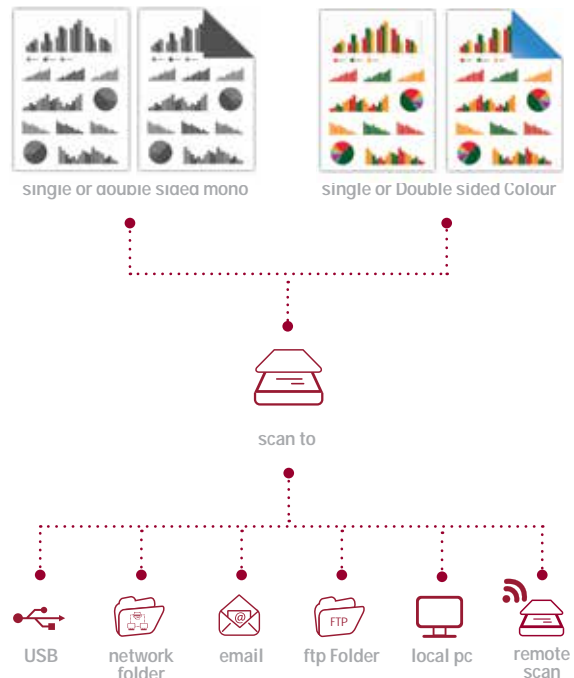 single or double sided mono
single or Double sided Colour
scan to
@
FTP
USB
network
folder
email
ftp Folder
local pc
remote
scan